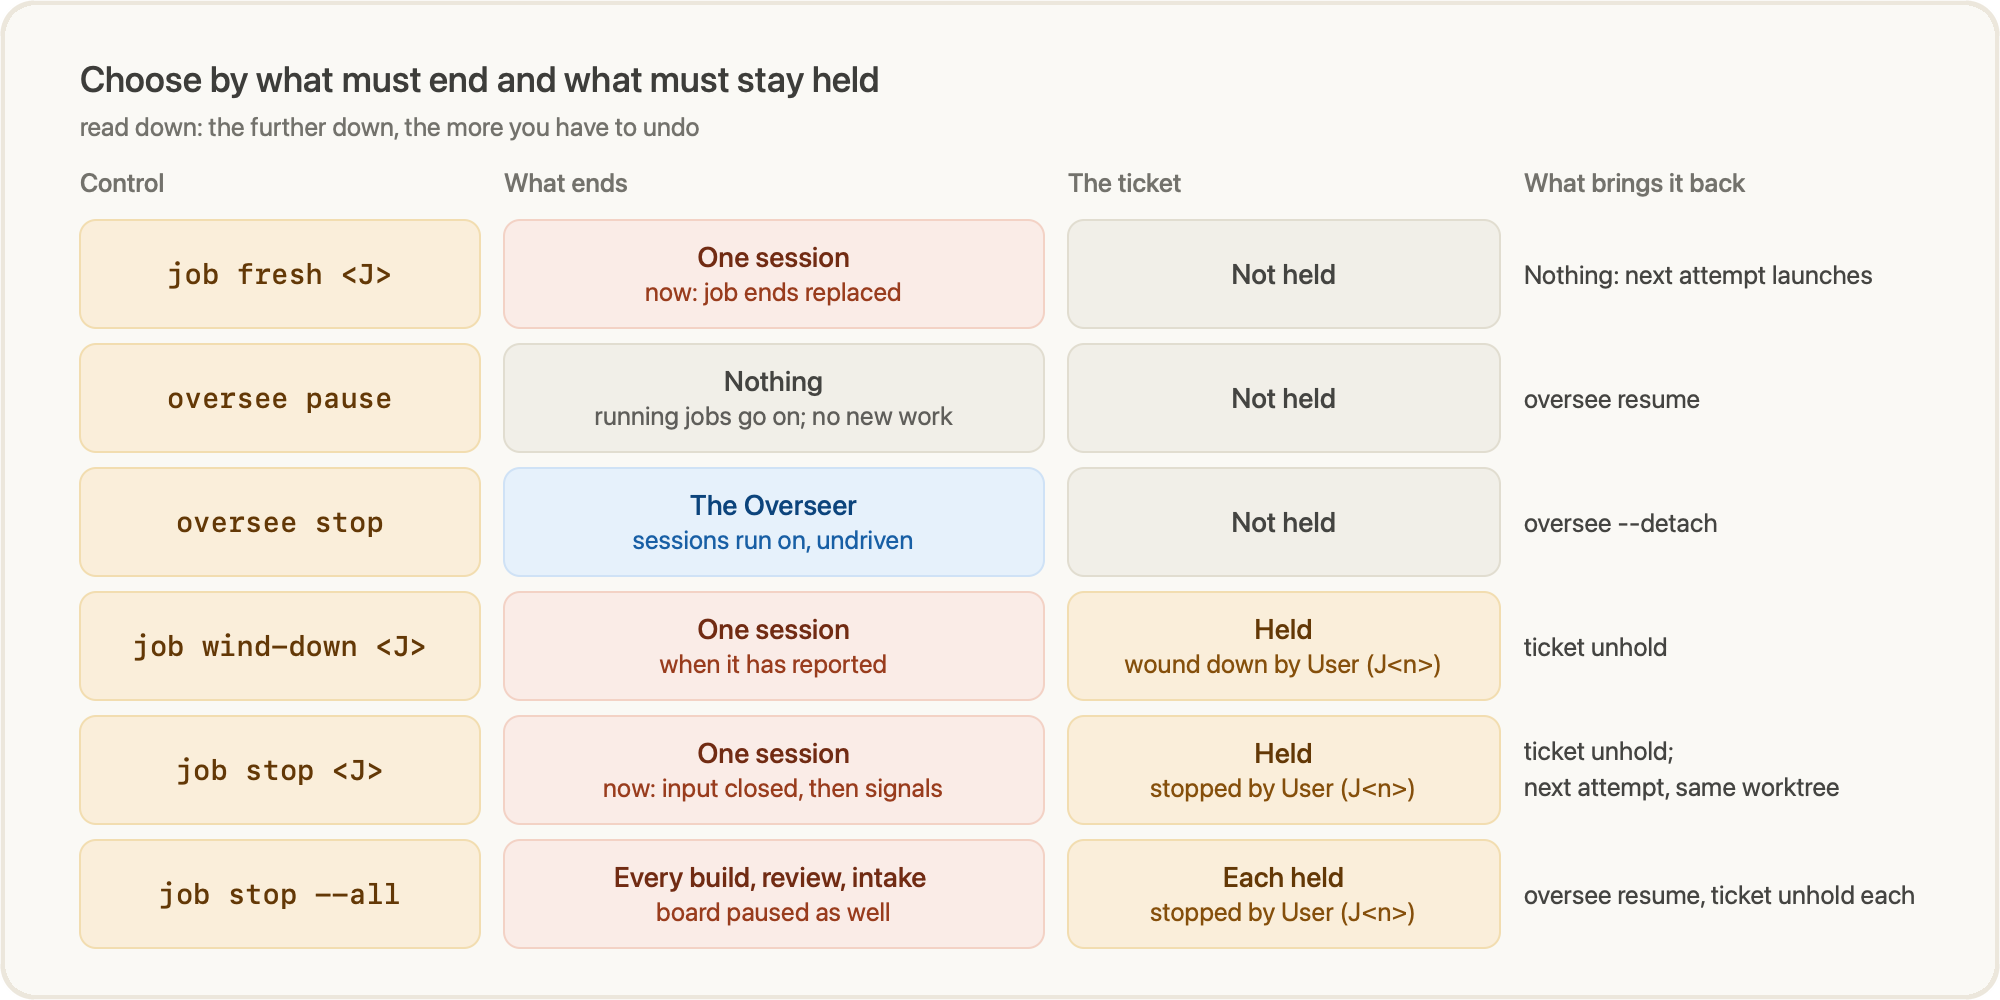 Choose by what must end and what must stay held
read down: the further down, the more you have to undo
Control
What ends
The ticket
What brings it back
job fresh <J>
One session
now: job ends replaced
Not held
Nothing: next attempt launches
oversee pause
Nothing
running jobs go on; no new work
Not held
oversee resume
oversee stop
The Overseer
sessions run on, undriven
Not held
oversee --detach
job wind-down <J>
One session
when it has reported
Held
wound down by User (J<n>)
ticket unhold
job stop <J>
One session
now: input closed, then signals
Held
stopped by User (J<n>)
ticket unhold;
next attempt, same worktree
job stop --all
Every build, review, intake
board paused as well
Each held
stopped by User (J<n>)
oversee resume, ticket unhold each